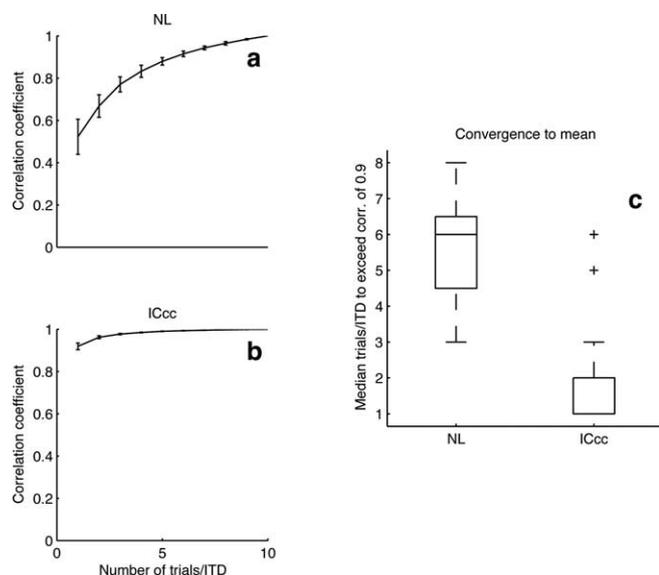 NL
a
Correlation coefficient
1
0.8
0.6
0.4
0.2
0
ICcc
b
Correlation coefficient
1
0.8
0.6
0.4
0.2
0
0
5
10
Number of trials/ITD
Convergence to mean
c
Median trials/ITD to exceed corr. of 0.9
8
7
6
5
4
3
2
1
NL
ICcc